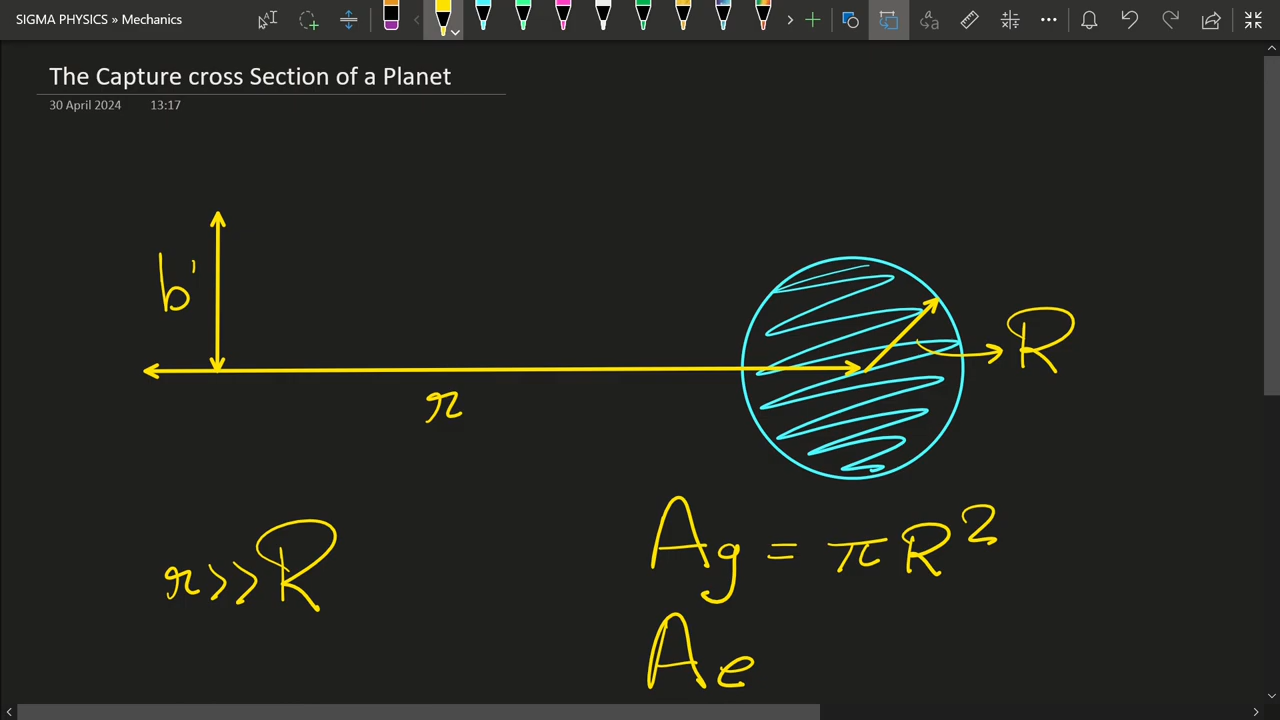 SIGMA PHYSICS » Mechanics
The Capture cross Section of a Planet
30 April 2024 13:17
b'
R
r
r>>R
Ag = πR²
Ae